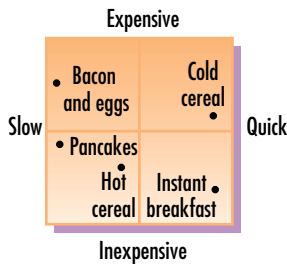 Expensive
Bacon
and eggs
Cold
cereal
Slow
Quick
Pancakes
Hot
cereal
Instant
breakfast
Inexpensive